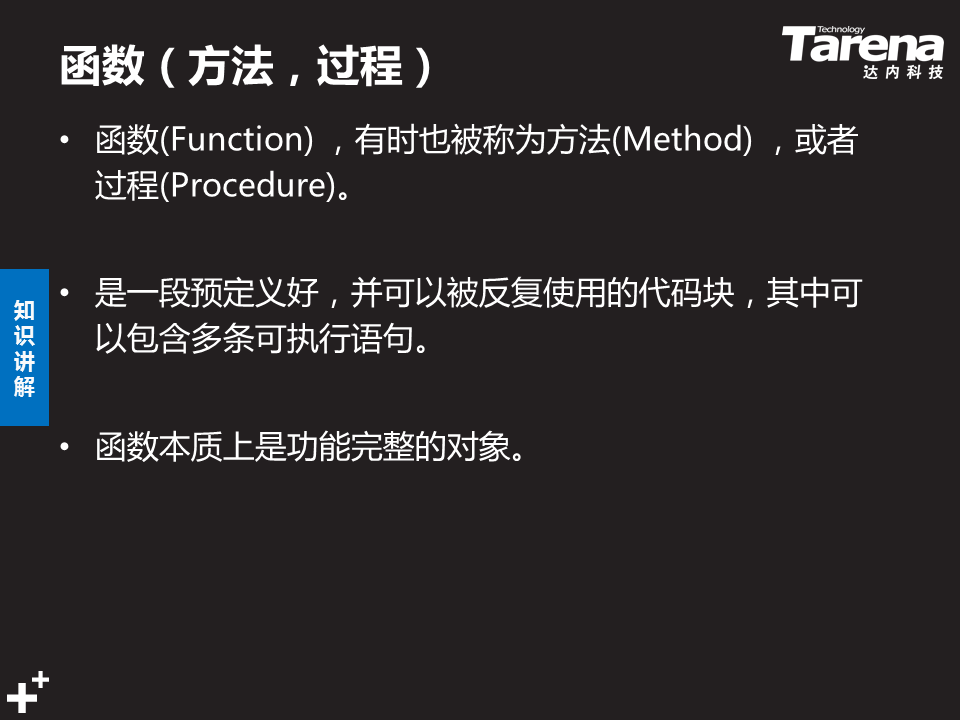 函数（方法，过程）
Technology
Tarena
达内科技
• 函数(Function) ，有时也被称为方法(Method) ，或者
过程(Procedure)。
• 是一段预定义好，并可以被反复使用的代码块，其中可
以包含多条可执行语句。
• 函数本质上是功能完整的对象。
知
识
讲
解